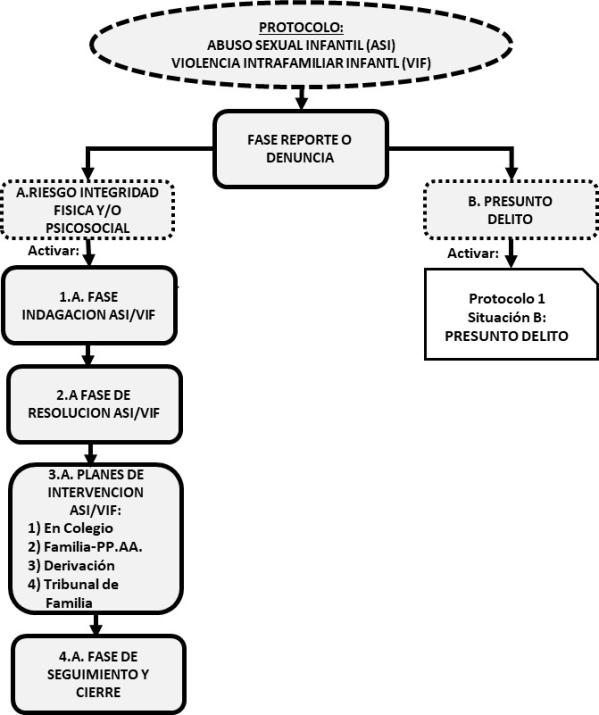 PROTOCOLO:
ABUSO SEXUAL INFANTIL (ASI)
VIOLENCIA INTRAFAMILIAR INFANTL (VIF)
FASE REPORTE O
DENUNCIA
A.RIESGO INTEGRIDAD
FISICA Y/O
PSICOSOCIAL
Activar:
1.A. FASE
INDAGACION ASI/VIF
2.A FASE DE
RESOLUCION ASI/VIF
3.A. PLANES DE
INTERVENCION
ASI/VIF:
1) En Colegio
2) Familia-PP.AA.
3) Derivación
4) Tribunal de
Familia
4.A. FASE DE
SEGUIMIENTO Y
CIERRE
B. PRESUNTO
DELITO
Activar:
Protocolo 1
Situación B:
PRESUNTO DELITO